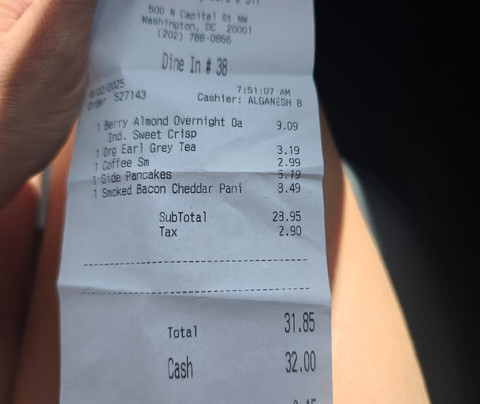 500 N Capitol St NW
Washington, DC 20001
(202) 788-0866
Dine In # 38
/2025 7:51:07 AM
Order 527143 Cashier: ALGANESH B
1 Berry Almond Overnight Oa 9.09
Ind. Sweet Crisp
1 Org Earl Grey Tea 3.19
1 Coffee Sm 2.99
1 Side Pancakes 5.19
1 Smoked Bacon Cheddar Pani 8.49
SubTotal 28.95
Tax 2.90
Total 31.85
Cash 32.00